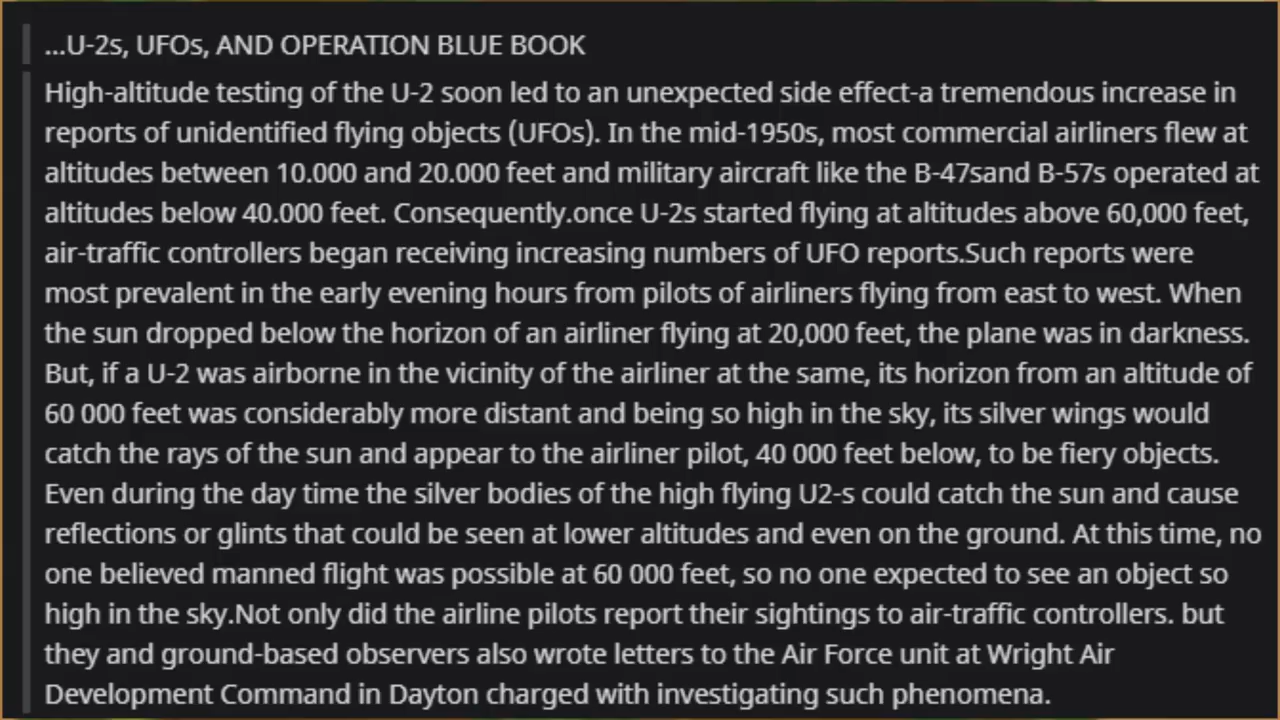 ...U-2s, UFOs, AND OPERATION BLUE BOOK
High-altitude testing of the U-2 soon led to an unexpected side effect-a tremendous increase in
reports of unidentified flying objects (UFOs). In the mid-1950s, most commercial airliners flew at
altitudes between 10.000 and 20.000 feet and military aircraft like the B-47sand B-57s operated at
altitudes below 40.000 feet. Consequently.once U-2s started flying at altitudes above 60,000 feet,
air-traffic controllers began receiving increasing numbers of UFO reports.Such reports were
most prevalent in the early evening hours from pilots of airliners flying from east to west. When
the sun dropped below the horizon of an airliner flying at 20,000 feet, the plane was in darkness.
But, if a U-2 was airborne in the vicinity of the airliner at the same, its horizon from an altitude of
60 000 feet was considerably more distant and being so high in the sky, its silver wings would
catch the rays of the sun and appear to the airliner pilot, 40 000 feet below, to be fiery objects.
Even during the day time the silver bodies of the high flying U2-s could catch the sun and cause
reflections or glints that could be seen at lower altitudes and even on the ground. At this time, no
one believed manned flight was possible at 60 000 feet, so no one expected to see an object so
high in the sky.Not only did the airline pilots report their sightings to air-traffic controllers. but
they and ground-based observers also wrote letters to the Air Force unit at Wright Air
Development Command in Dayton charged with investigating such phenomena.